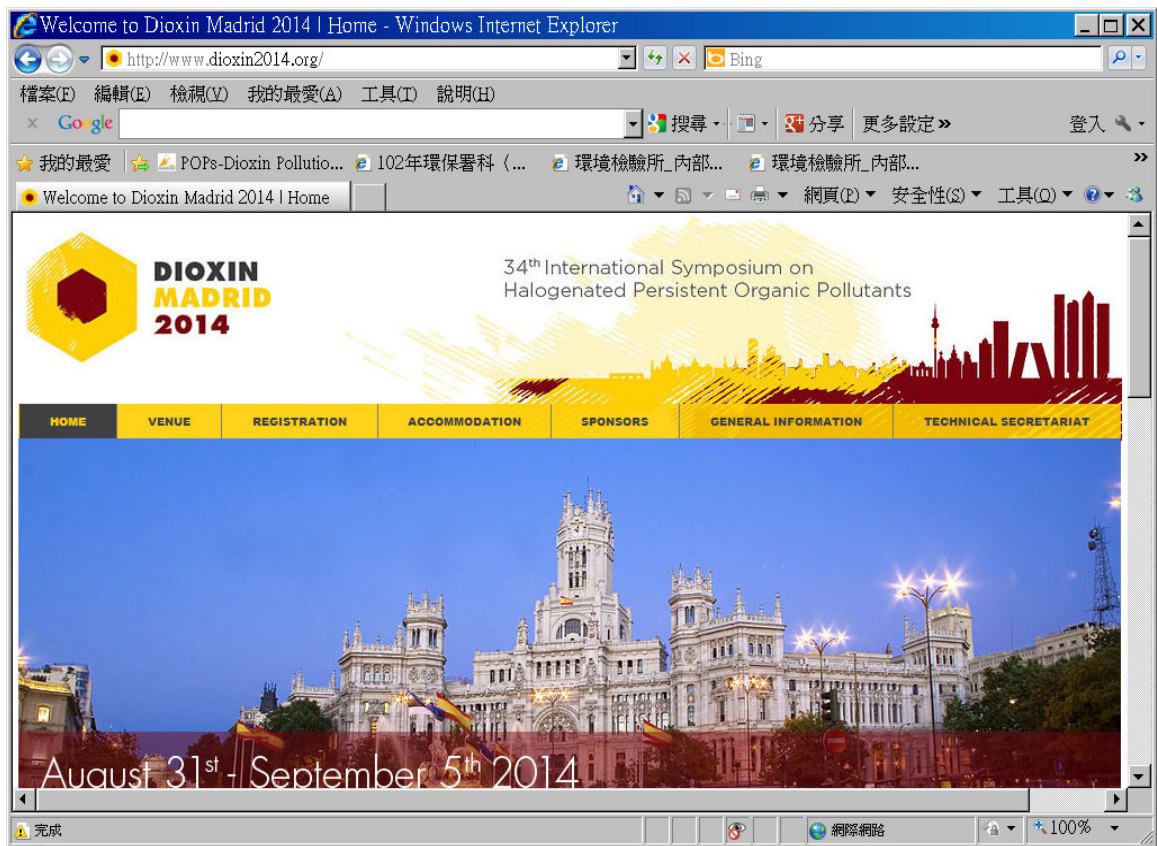 Welcome to Dioxin Madrid 2014 | Home - Windows Internet Explorer
http://www.dioxin2014.org/
Bing
檔案(F) 編輯(E) 檢視(V) 我的最愛(A) 工具(T) 說明(H)
x Google 搜尋 分享 更多設定 » 登入
我的最愛 POPs-Dioxin Pollutio... 102年環保署科（... 環境檢驗所_內部... 環境檢驗所_內部... »
Welcome to Dioxin Madrid 2014 | Home 網頁(P) 安全性(S) 工具(O)
DIOXIN
MADRID
2014
34th International Symposium on
Halogenated Persistent Organic Pollutants
HOME VENUE REGISTRATION ACCOMMODATION SPONSORS GENERAL INFORMATION TECHNICAL SECRETARIAT
August 31st - September 5th 2014
完成 網際網路 100%